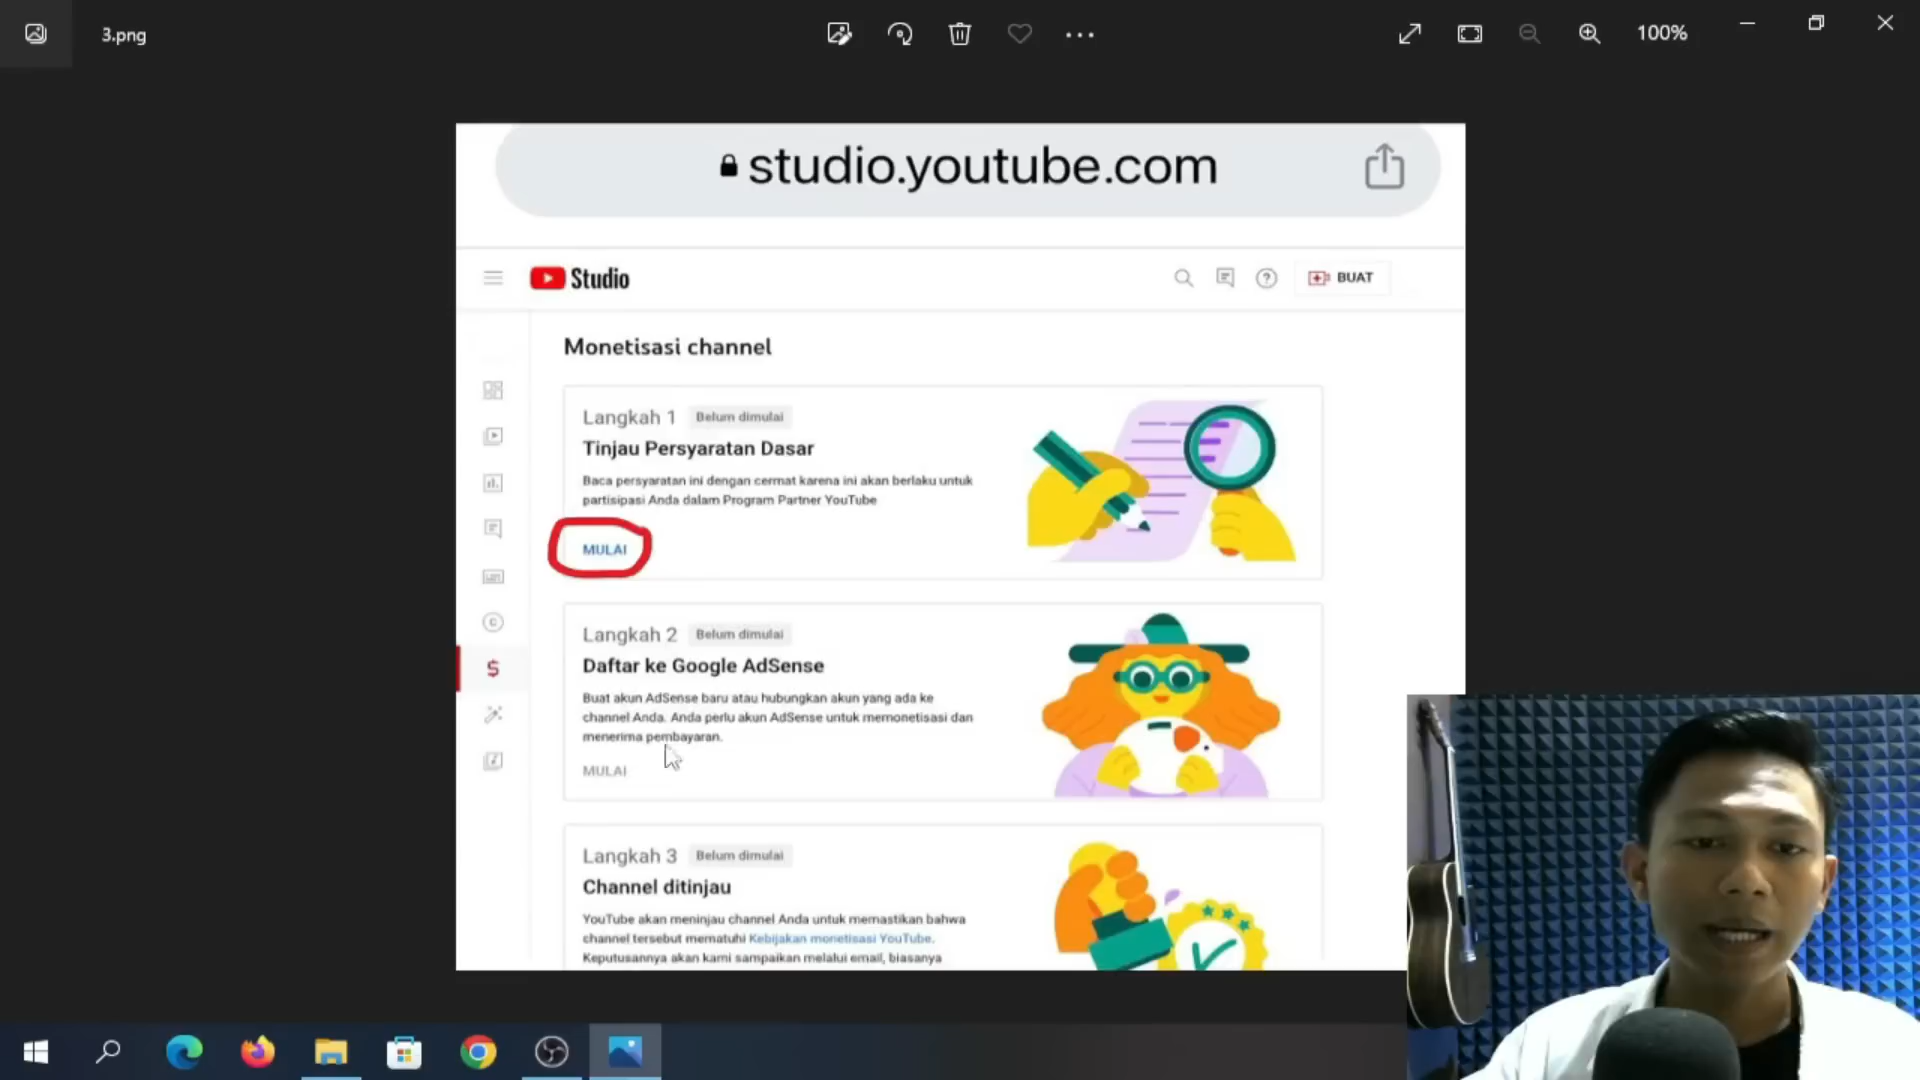 3.png
100%
studio.youtube.com
Studio
BUAT
Monetisasi channel
Langkah 1 Belum dimulai
Tinjau Persyaratan Dasar
Baca persyaratan ini dengan cermat karena ini akan berlaku untuk
partisipasi Anda dalam Program Partner YouTube
MULAI
Langkah 2 Belum dimulai
Daftar ke Google AdSense
Buat akun AdSense baru atau hubungkan akun yang ada ke
channel Anda. Anda perlu akun AdSense untuk memonetisasi dan
menerima pembayaran.
MULAI
Langkah 3 Belum dimulai
Channel ditinjau
YouTube akan meninjau channel Anda untuk memastikan bahwa
channel tersebut mematuhi Kebijakan monetisasi YouTube.
Keputusannya akan kami sampaikan melalui email, biasanya